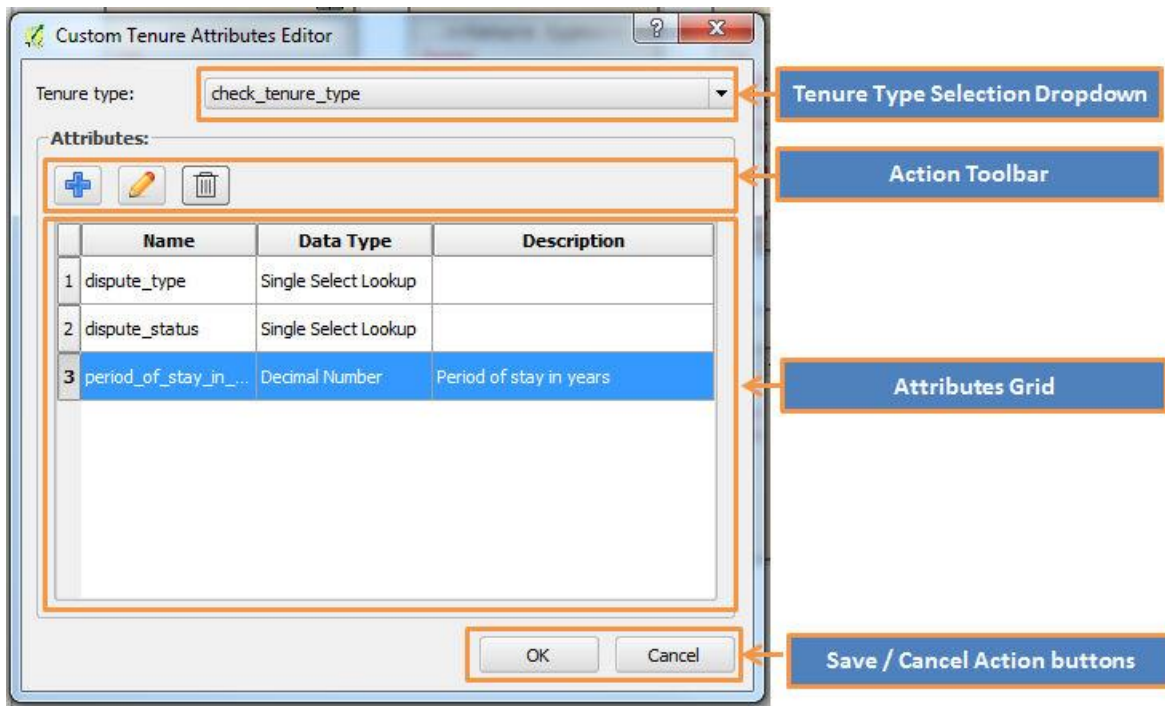 Custom Tenure Attributes Editor
Tenure type: check_tenure_type
Tenure Type Selection Dropdown
Attributes:
Action Toolbar
Name Data Type Description
1 dispute_type Single Select Lookup
2 dispute_status Single Select Lookup
3 period_of_stay_in_... Decimal Number Period of stay in years
Attributes Grid
OK Cancel
Save / Cancel Action buttons